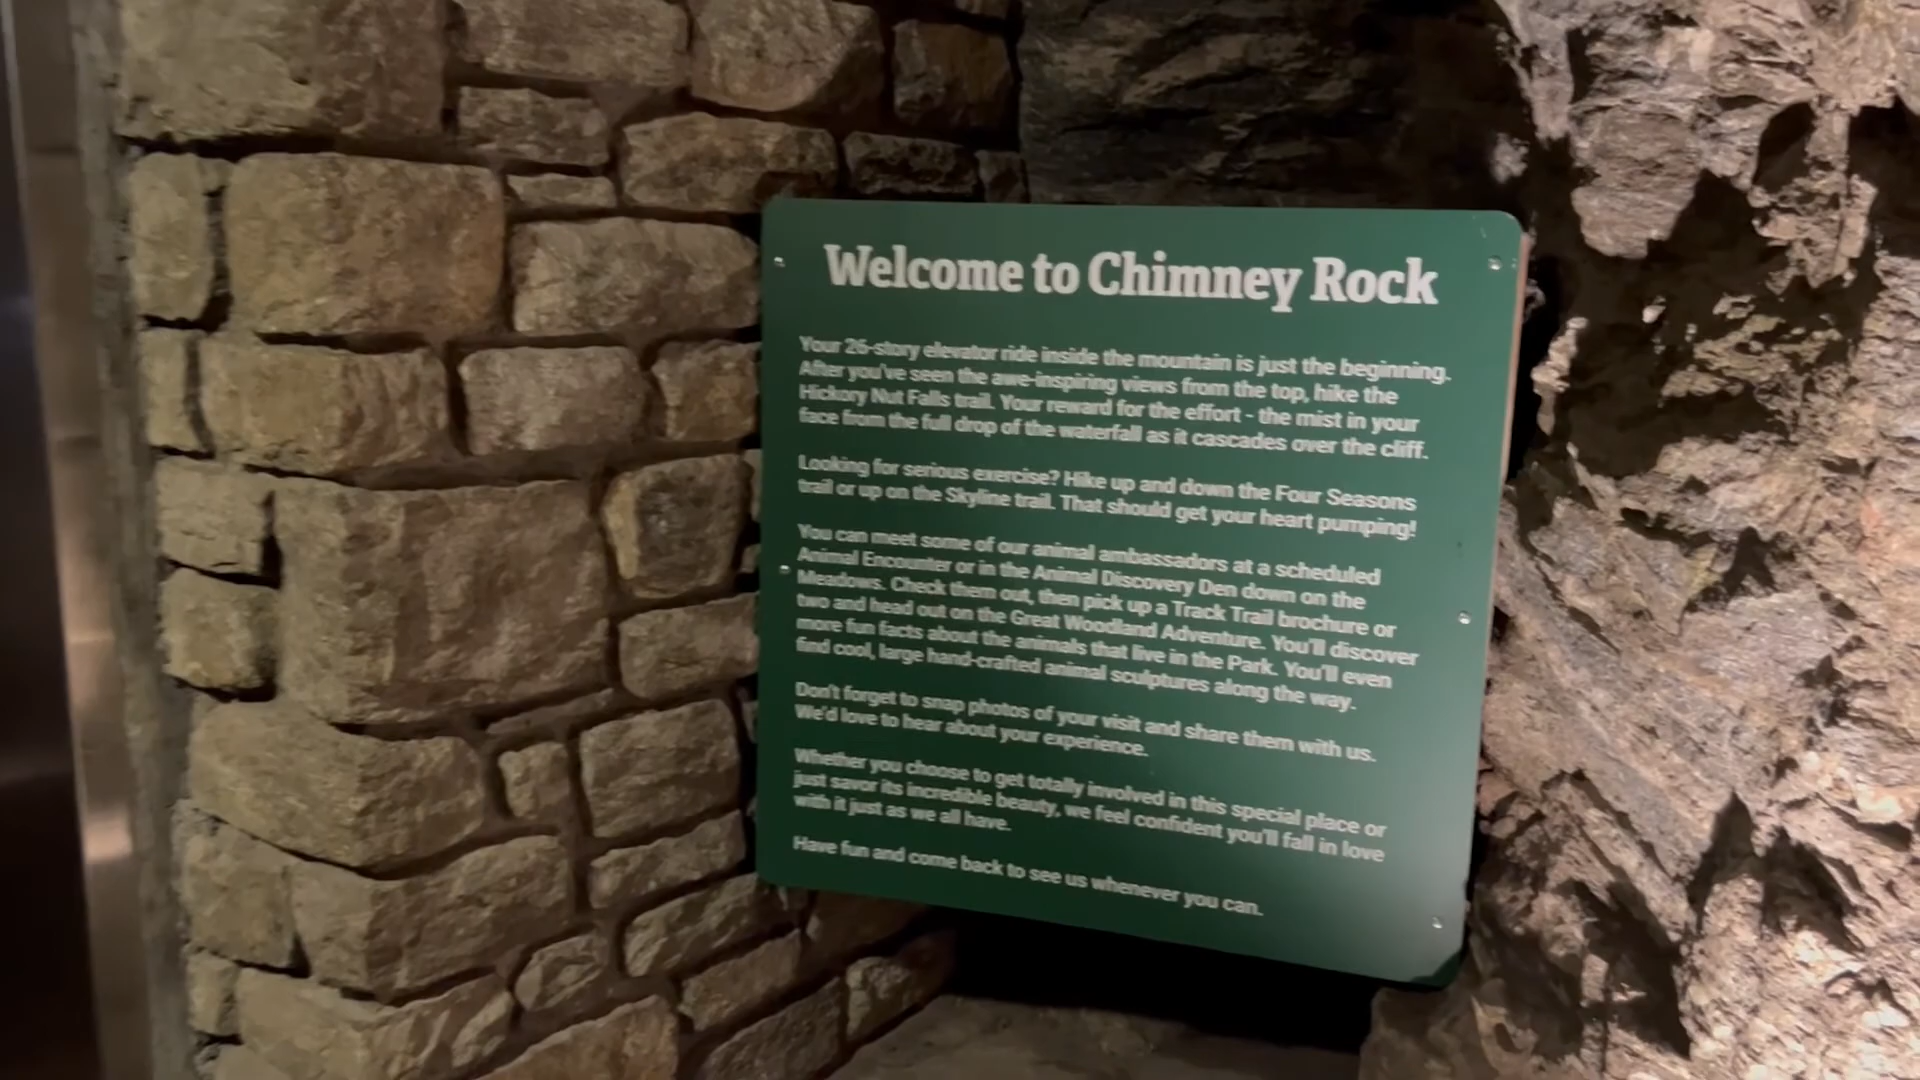 Welcome to Chimney Rock
Your 26-story elevator ride inside the mountain is just the beginning.
After you've seen the awe-inspiring views from the top, hike the
Hickory Nut Falls trail. Your reward for the effort - the mist in your
face from the full drop of the waterfall as it cascades over the cliff.
Looking for serious exercise? Hike up and down the Four Seasons
trail or up on the Skyline trail. That should get your heart pumping!
You can meet some of our animal ambassadors at a scheduled
Animal Encounter or in the Animal Discovery Den down on the
Meadows. Check them out, then pick up a Track Trail brochure or
two and head out on the Great Woodland Adventure. You'll discover
more fun facts about the animals that live in the Park. You'll even
find cool, large hand-crafted animal sculptures along the way.
Don't forget to snap photos of your visit and share them with us.
We'd love to hear about your experience.
Whether you choose to get totally involved in this special place or
just savor its incredible beauty, we feel confident you'll fall in love
with it just as we all have.
Have fun and come back to see us whenever you can.